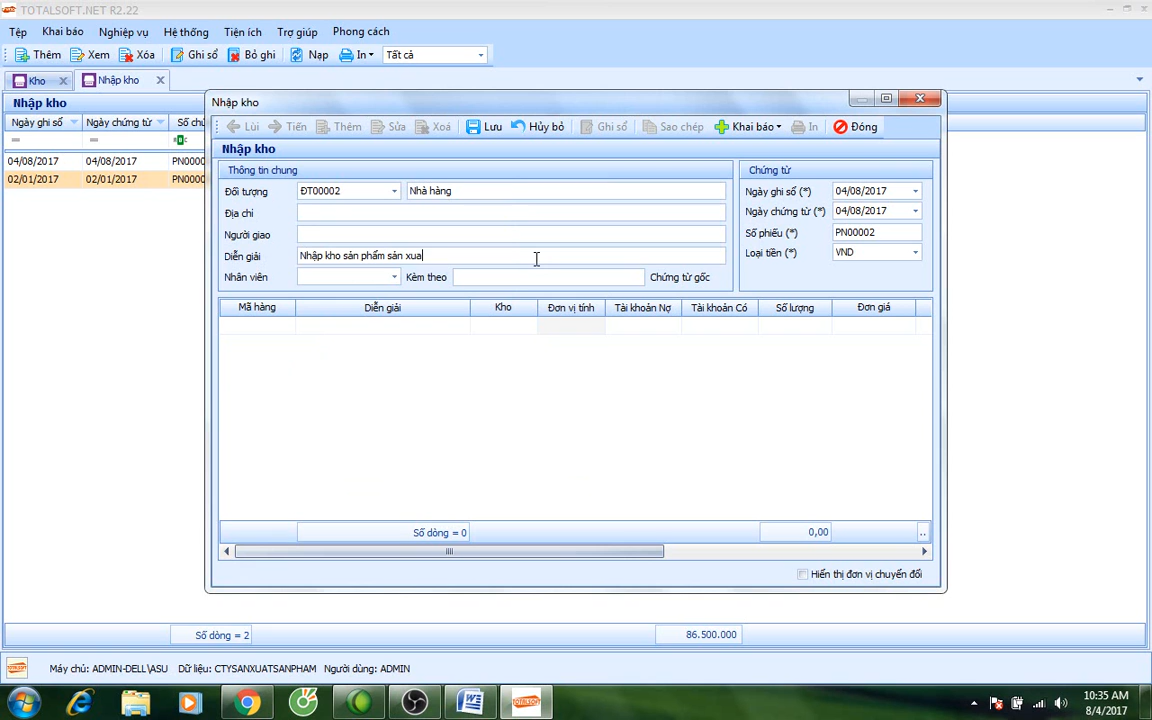 TOTALSOFT.NET R2.22
Tệp Khai báo Nghiệp vụ Hệ thống Tiện ích Trợ giúp Phong cách
Thêm Xem Xóa Ghi sổ Bỏ ghi Nạp In Tất cả
Kho Nhập kho
Nhập kho
Ngày ghi sổ Ngày chứng từ Số chứ
04/08/2017 04/08/2017 PN0000
02/01/2017 02/01/2017 PN0000
Nhập kho
Lùi Tiến Thêm Sửa Xoá Lưu Hủy bỏ Ghi sổ Sao chép Khai báo In Đóng
Nhập kho
Thông tin chung
Đối tượng ĐT00002 Nhà hàng
Địa chỉ
Người giao
Diễn giải Nhập kho sản phẩm sản xua
Nhân viên Kèm theo Chứng từ gốc
Chứng từ
Ngày ghi sổ (*) 04/08/2017
Ngày chứng từ (*) 04/08/2017
Số phiếu (*) PN00002
Loại tiền (*) VND
Mã hàng Diễn giải Kho Đơn vị tính Tài khoản Nợ Tài khoản Có Số lượng Đơn giá
Số dòng = 0 0,00 ..
Hiển thị đơn vị chuyển đổi
Số dòng = 2 86.500.000
Máy chủ: ADMIN-DELL\ASU Dữ liệu: CTYSANXUATSANPHAM Người dùng: ADMIN
10:35 AM
8/4/2017